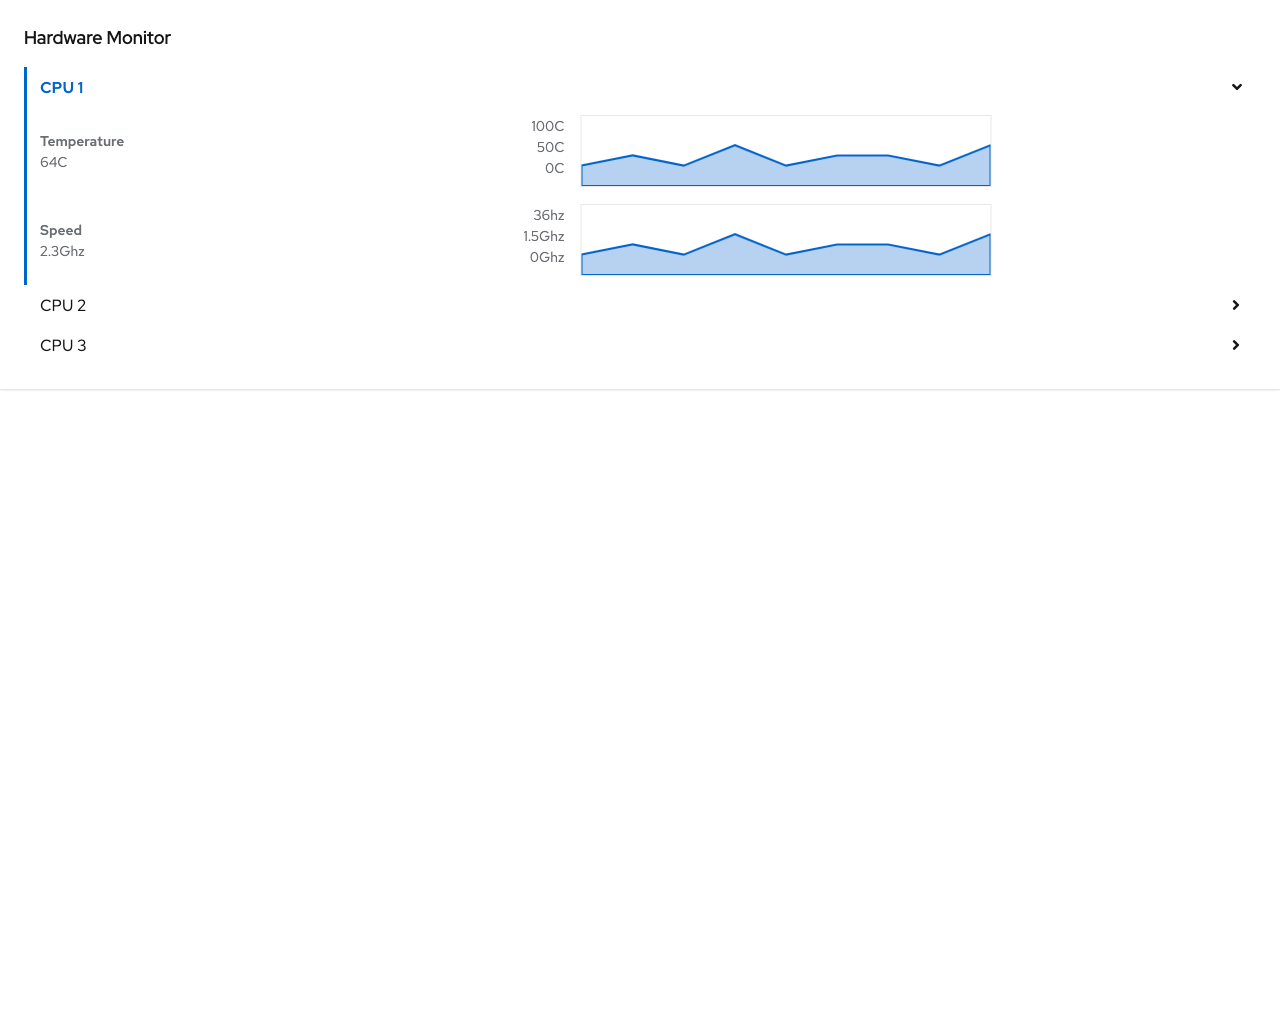 Hardware Monitor
CPU 1
Temperature
64C
100C
50C
0C
Speed
2.3Ghz
36hz
1.5Ghz
0Ghz
CPU 2
CPU 3